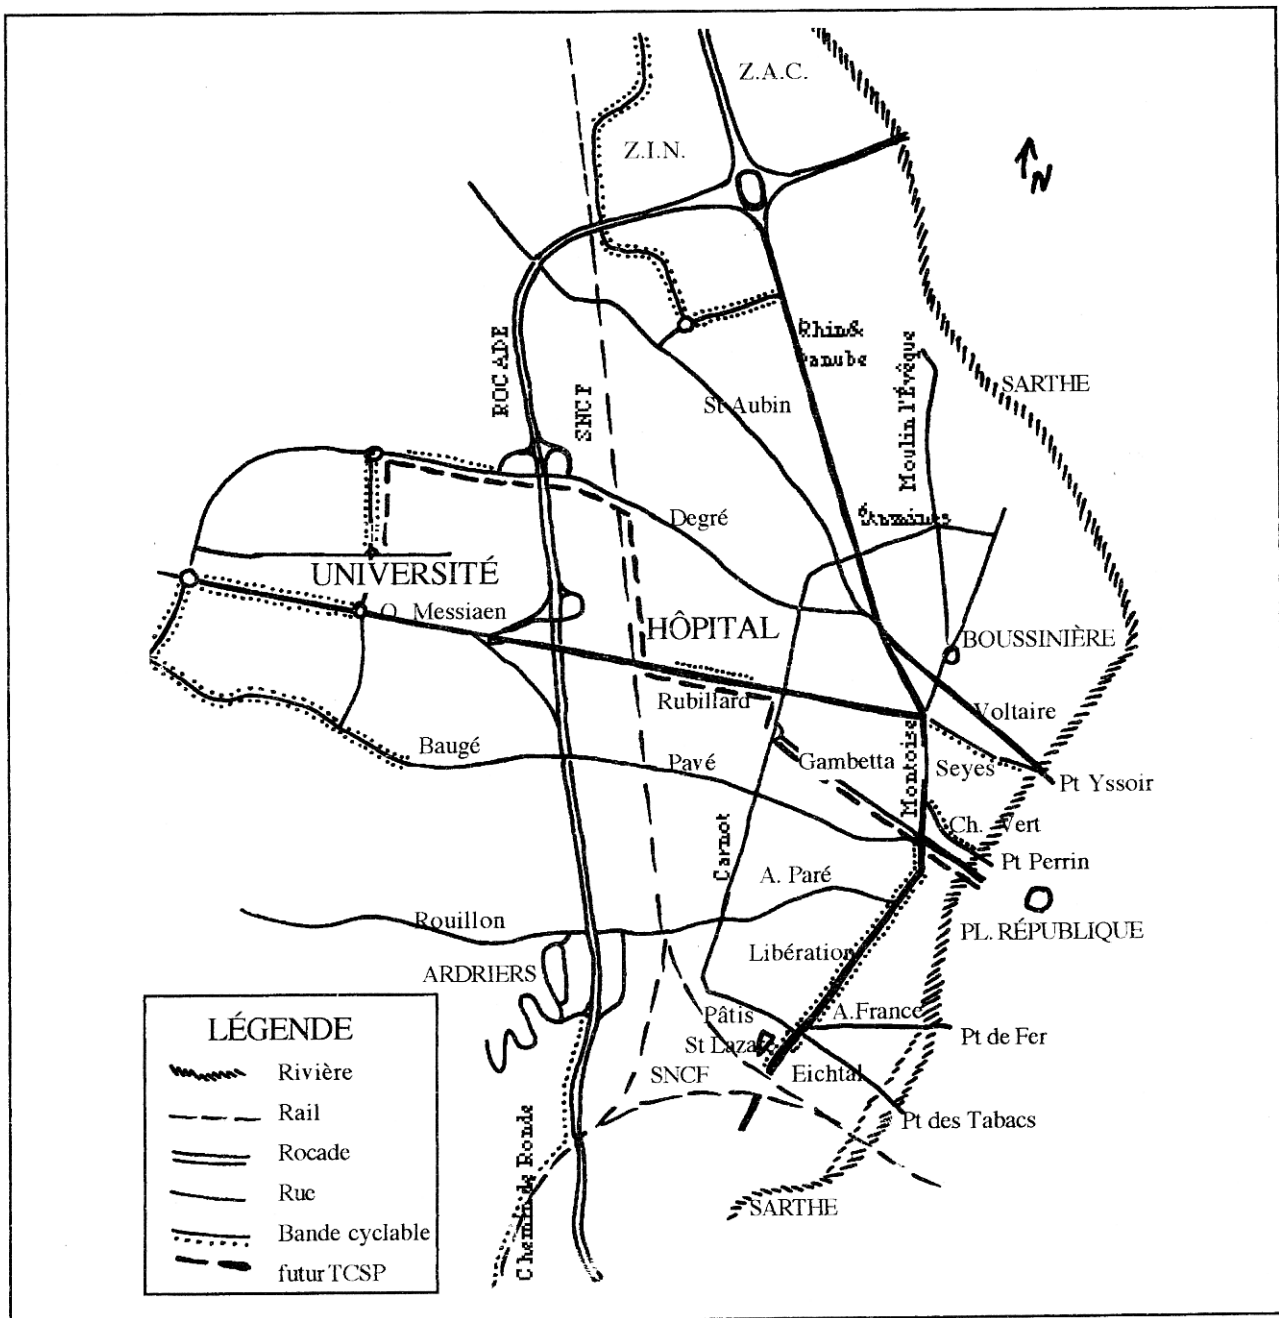 Z.A.C.
Z.I.N.
N
ROCADE
SNCF
Rhin&
Danube
Moulin l'Évêque
SARTHE
St Aubin
Degré
UNIVERSITÉ
O. Messiaen
HÔPITAL
BOUSSINIÈRE
Rubillard
Voltaire
Baugé
Pavé
Gambetta
Montoise
Seyes
Pt Yssoir
Ch. Vert
Carnot
Pt Perrin
A. Paré
Rouillon
PL. RÉPUBLIQUE
Libération
ARDRIERS
Pâtis
A.France
St Lazare
Pt de Fer
SNCF
Eichtal
Pt des Tabacs
Chemin de Ronde
SARTHE
LÉGENDE
Rivière
Rail
Rocade
Rue
Bande cyclable
futur TCSP